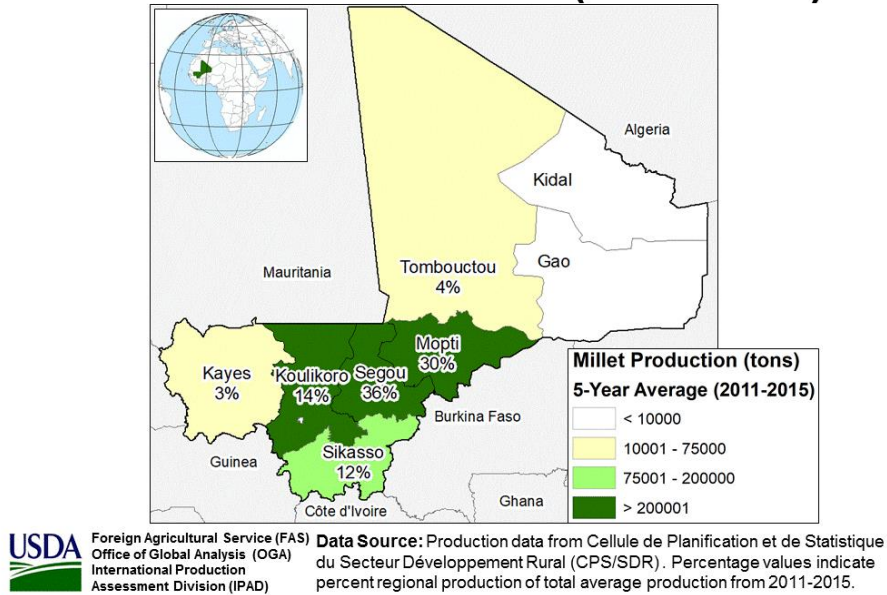 Algeria
Kidal
Gao
Mauritania
Tombouctou
4%
Mopti
30%
Kayes
3%
Koulikoro
14%
Segou
36%
Burkina Faso
Sikasso
12%
Guinea
Côte d'Ivoire
Ghana
Millet Production (tons)
5-Year Average (2011-2015)
< 10000
10001 - 75000
75001 - 200000
> 200001
USDA
Foreign Agricultural Service (FAS)
Office of Global Analysis (OGA)
International Production
Assessment Division (IPAD)
Data Source: Production data from Cellule de Planification et de Statistique
du Secteur Développement Rural (CPS/SDR). Percentage values indicate
percent regional production of total average production from 2011-2015.